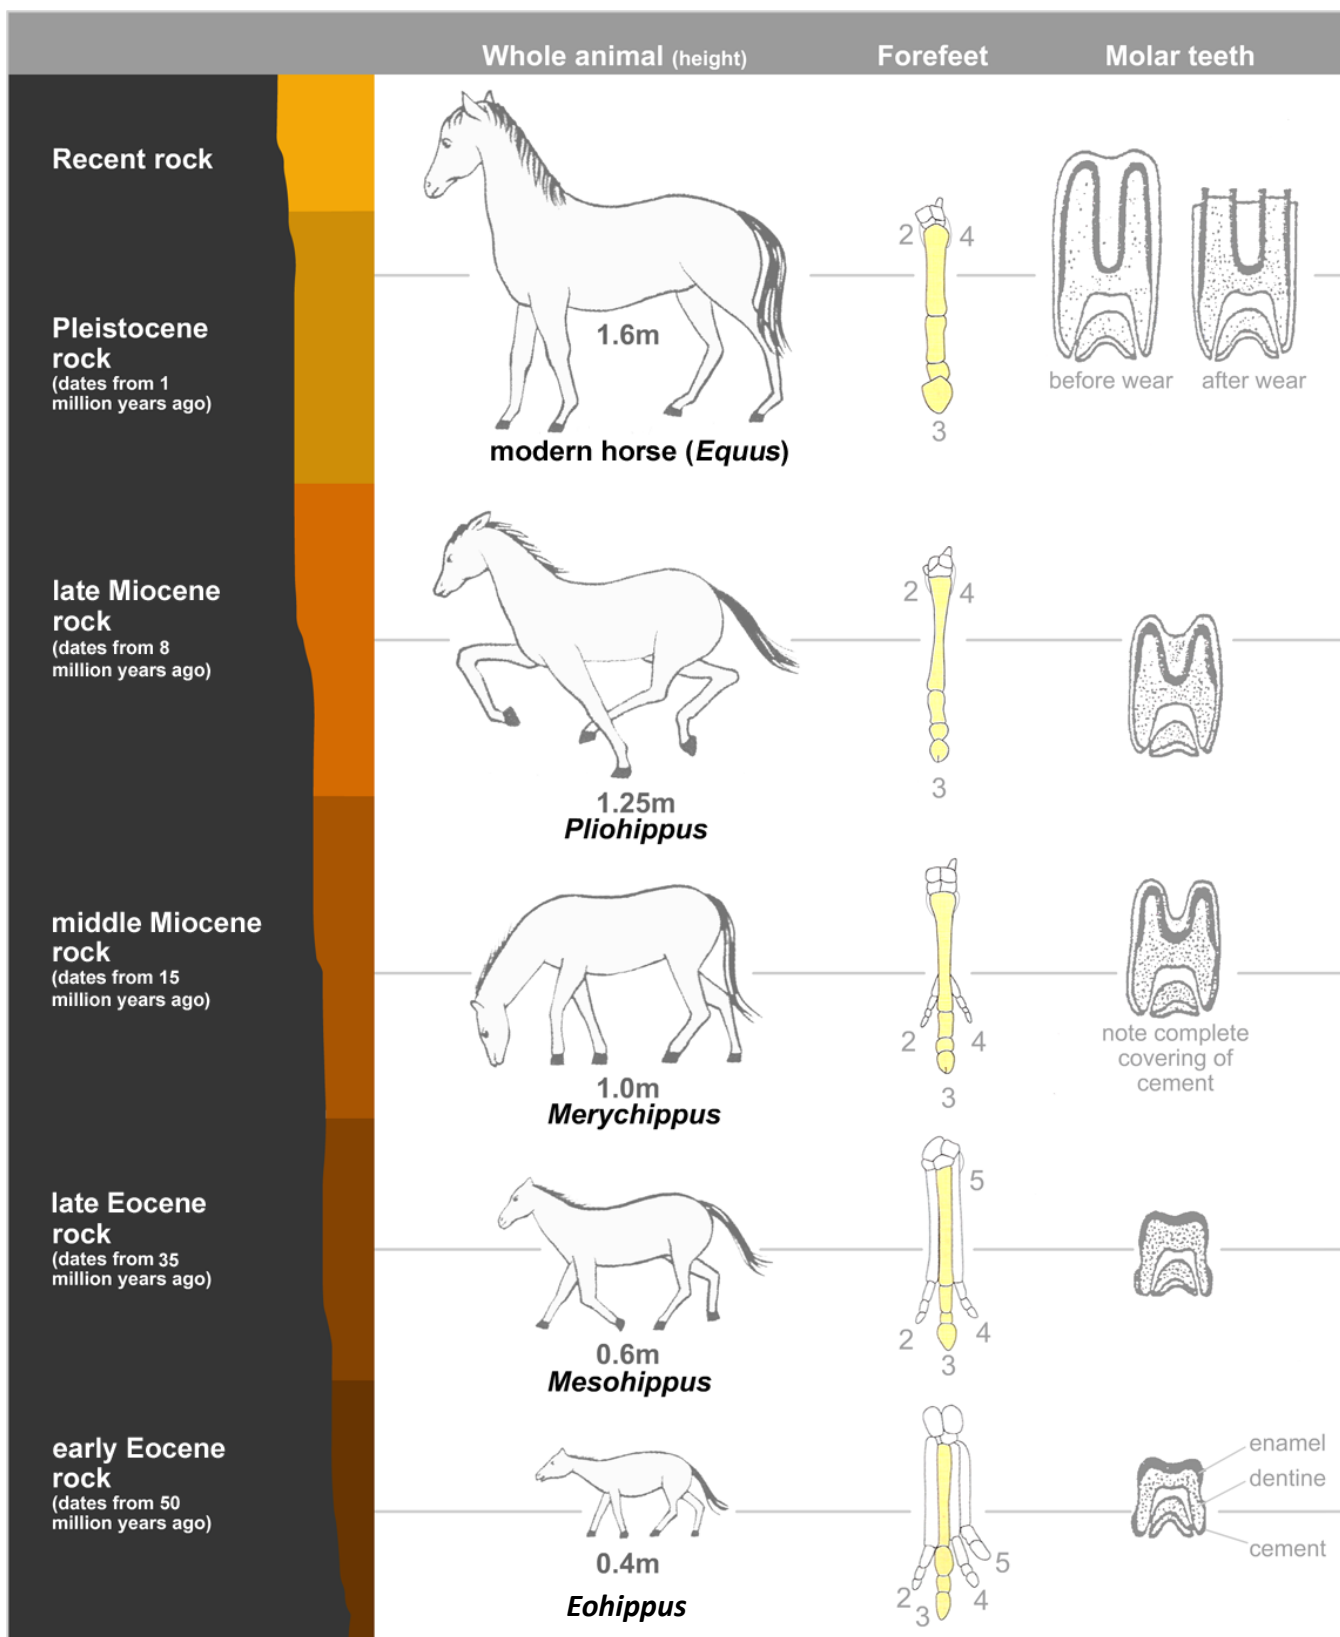 Whole animal (height) Forefeet Molar teeth
Recent rock
2 4
Pleistocene
rock
(dates from 1
million years ago)
1.6m
before wear after wear
3
modern horse (Equus)
late Miocene
rock
(dates from 8
million years ago)
2 4
3
1.25m
Pliohippus
middle Miocene
rock
(dates from 15
million years ago)
2 4
3
note complete
covering of
cement
1.0m
Merychippus
late Eocene
rock
(dates from 35
million years ago)
5
2 4
3
0.6m
Mesohippus
early Eocene
rock
(dates from 50
million years ago)
enamel
dentine
cement
5
4
2
3
0.4m
Eohippus